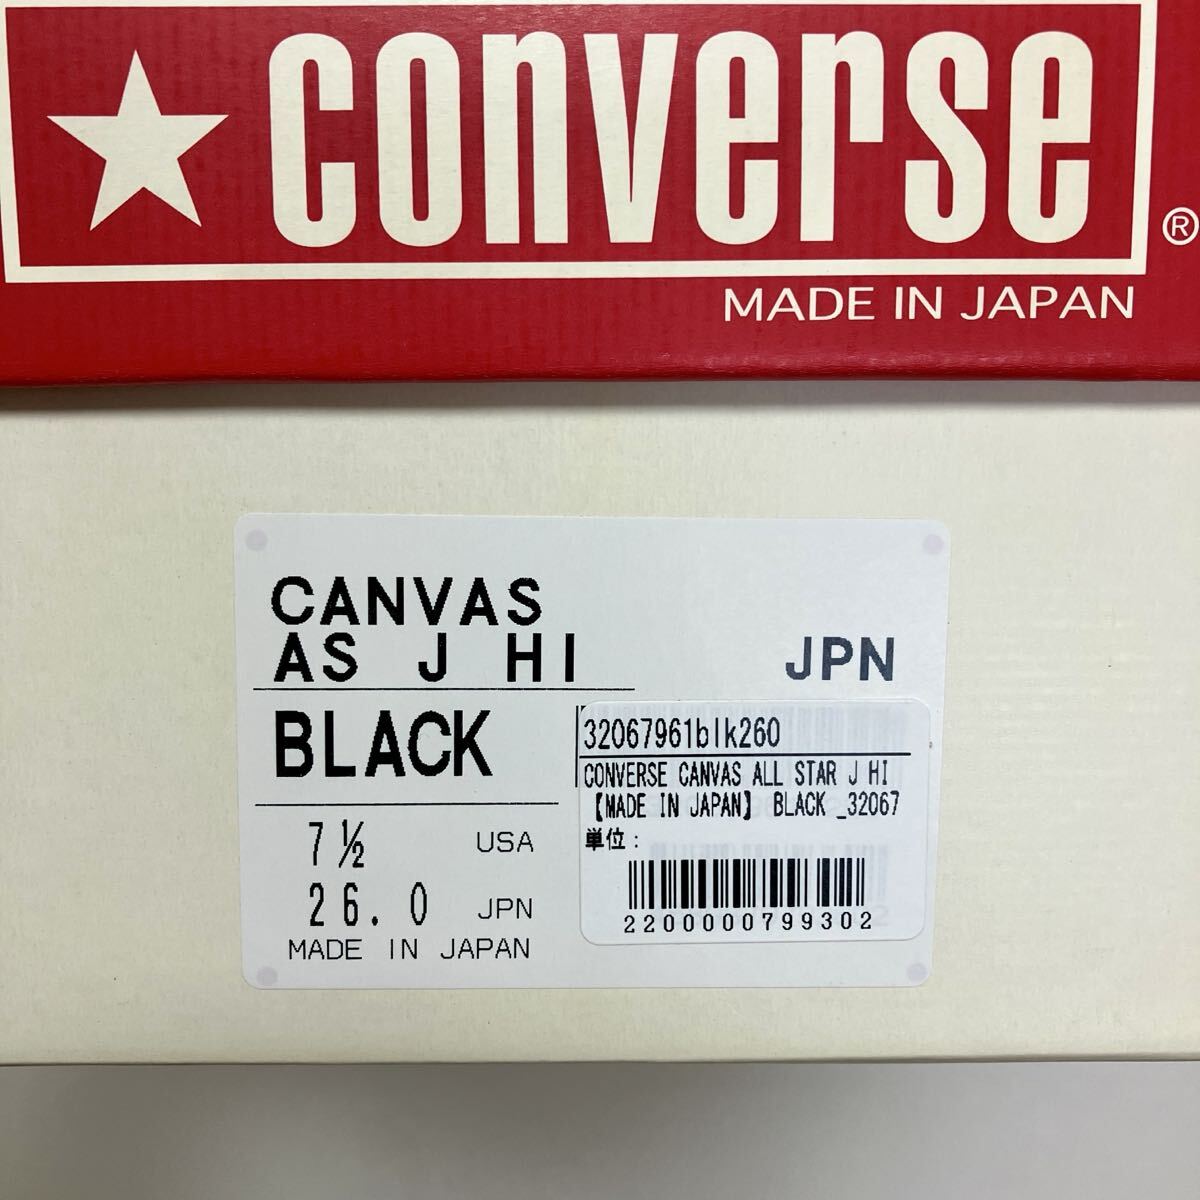 converse
®
MADE IN JAPAN
CANVAS
AS J HI JPN
BLACK
7½ USA
26.0 JPN
MADE IN JAPAN
32067961blk260
CONVERSE CANVAS ALL STAR J HI
【MADE IN JAPAN】 BLACK _32067
単位:
2200000799302